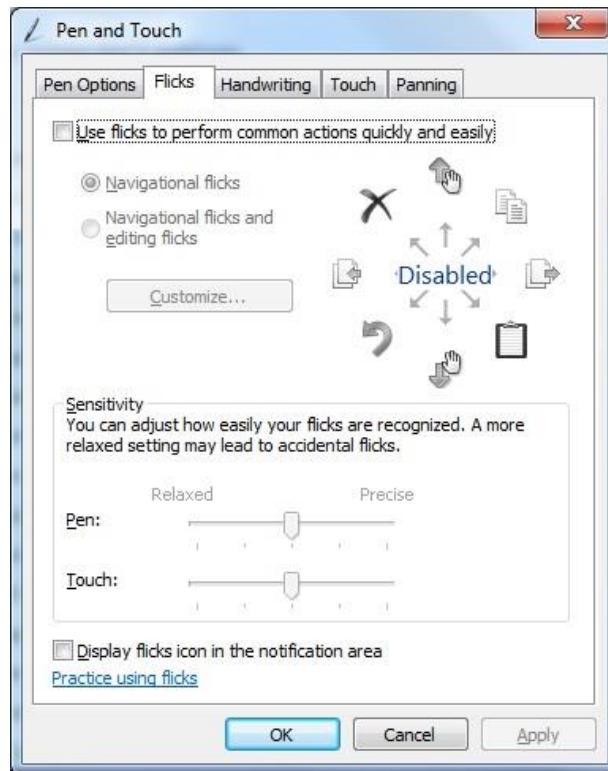 Pen and Touch
Pen Options Flicks Handwriting Touch Panning
Use flicks to perform common actions quickly and easily
Navigational flicks
Navigational flicks and
editing flicks
Customize...
Disabled
Sensitivity
You can adjust how easily your flicks are recognized. A more
relaxed setting may lead to accidental flicks.
Relaxed Precise
Pen:
Touch:
Display flicks icon in the notification area
Practice using flicks
OK Cancel Apply